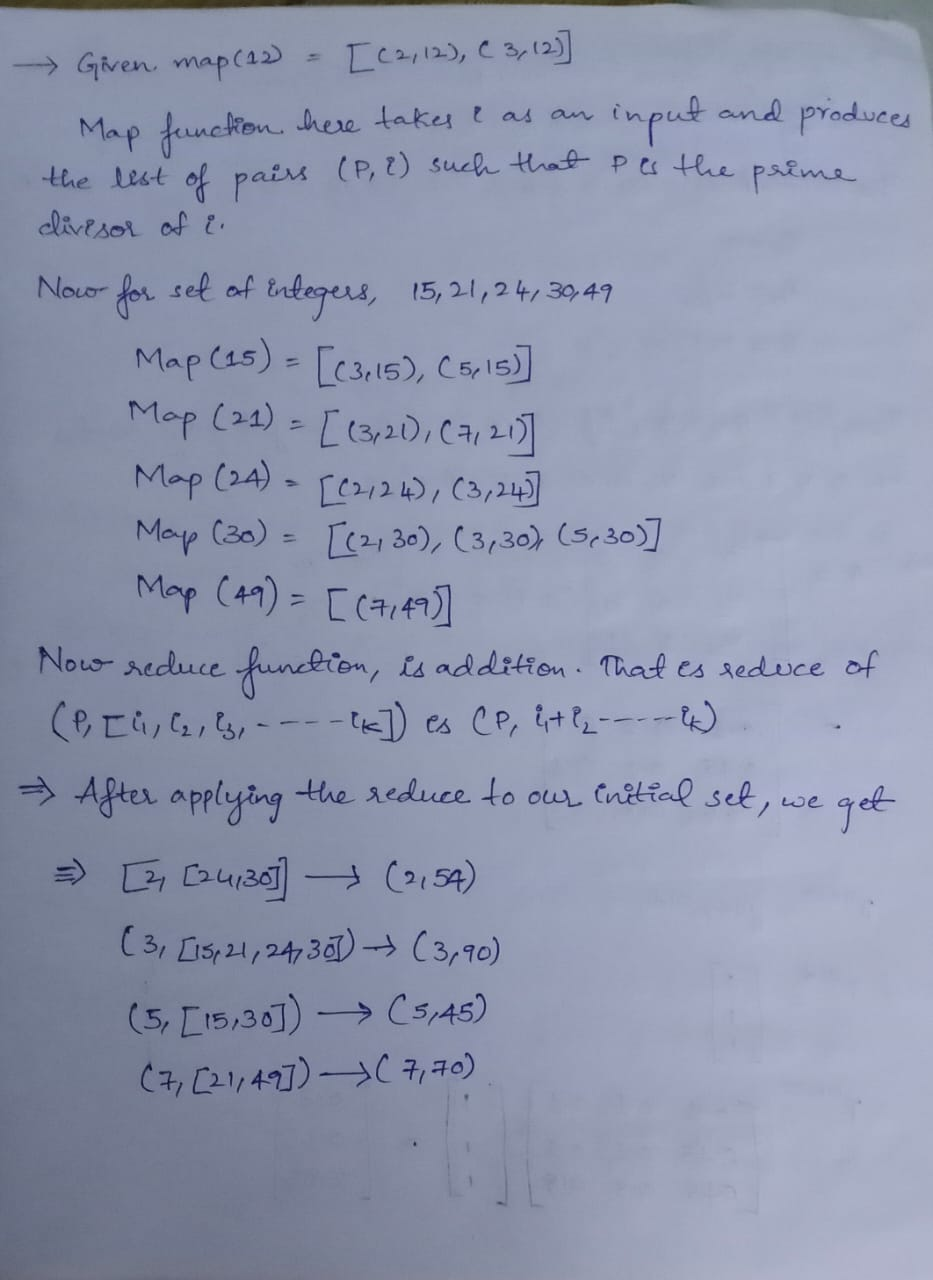 → Given map(12) = [(2,12), (3,12)]
Map function here takes i as an input and produces
the list of pairs (P, i) such that P is the prime
divisor of i.
Now for set of integers, 15, 21, 24, 30, 49
Map (15) = [(3,15), (5,15)]
Map (21) = [(3,21), (7,21)]
Map (24) = [(2,24), (3,24)]
Map (30) = [(2,30), (3,30), (5,30)]
Map (49) = [(7,49)]
Now reduce function, is addition. That is reduce of
(P, [i₁, i₂, i₃, - - - - iₖ]) is (P, i₁+i₂-----iₖ)
⇒ After applying the reduce to our initial set, we get
⇒ [2, [24,30]] → (2,54)
(3, [15,21,24,30]) → (3,90)
(5, [15,30]) → (5,45)
(7, [21,49]) → (7,70)